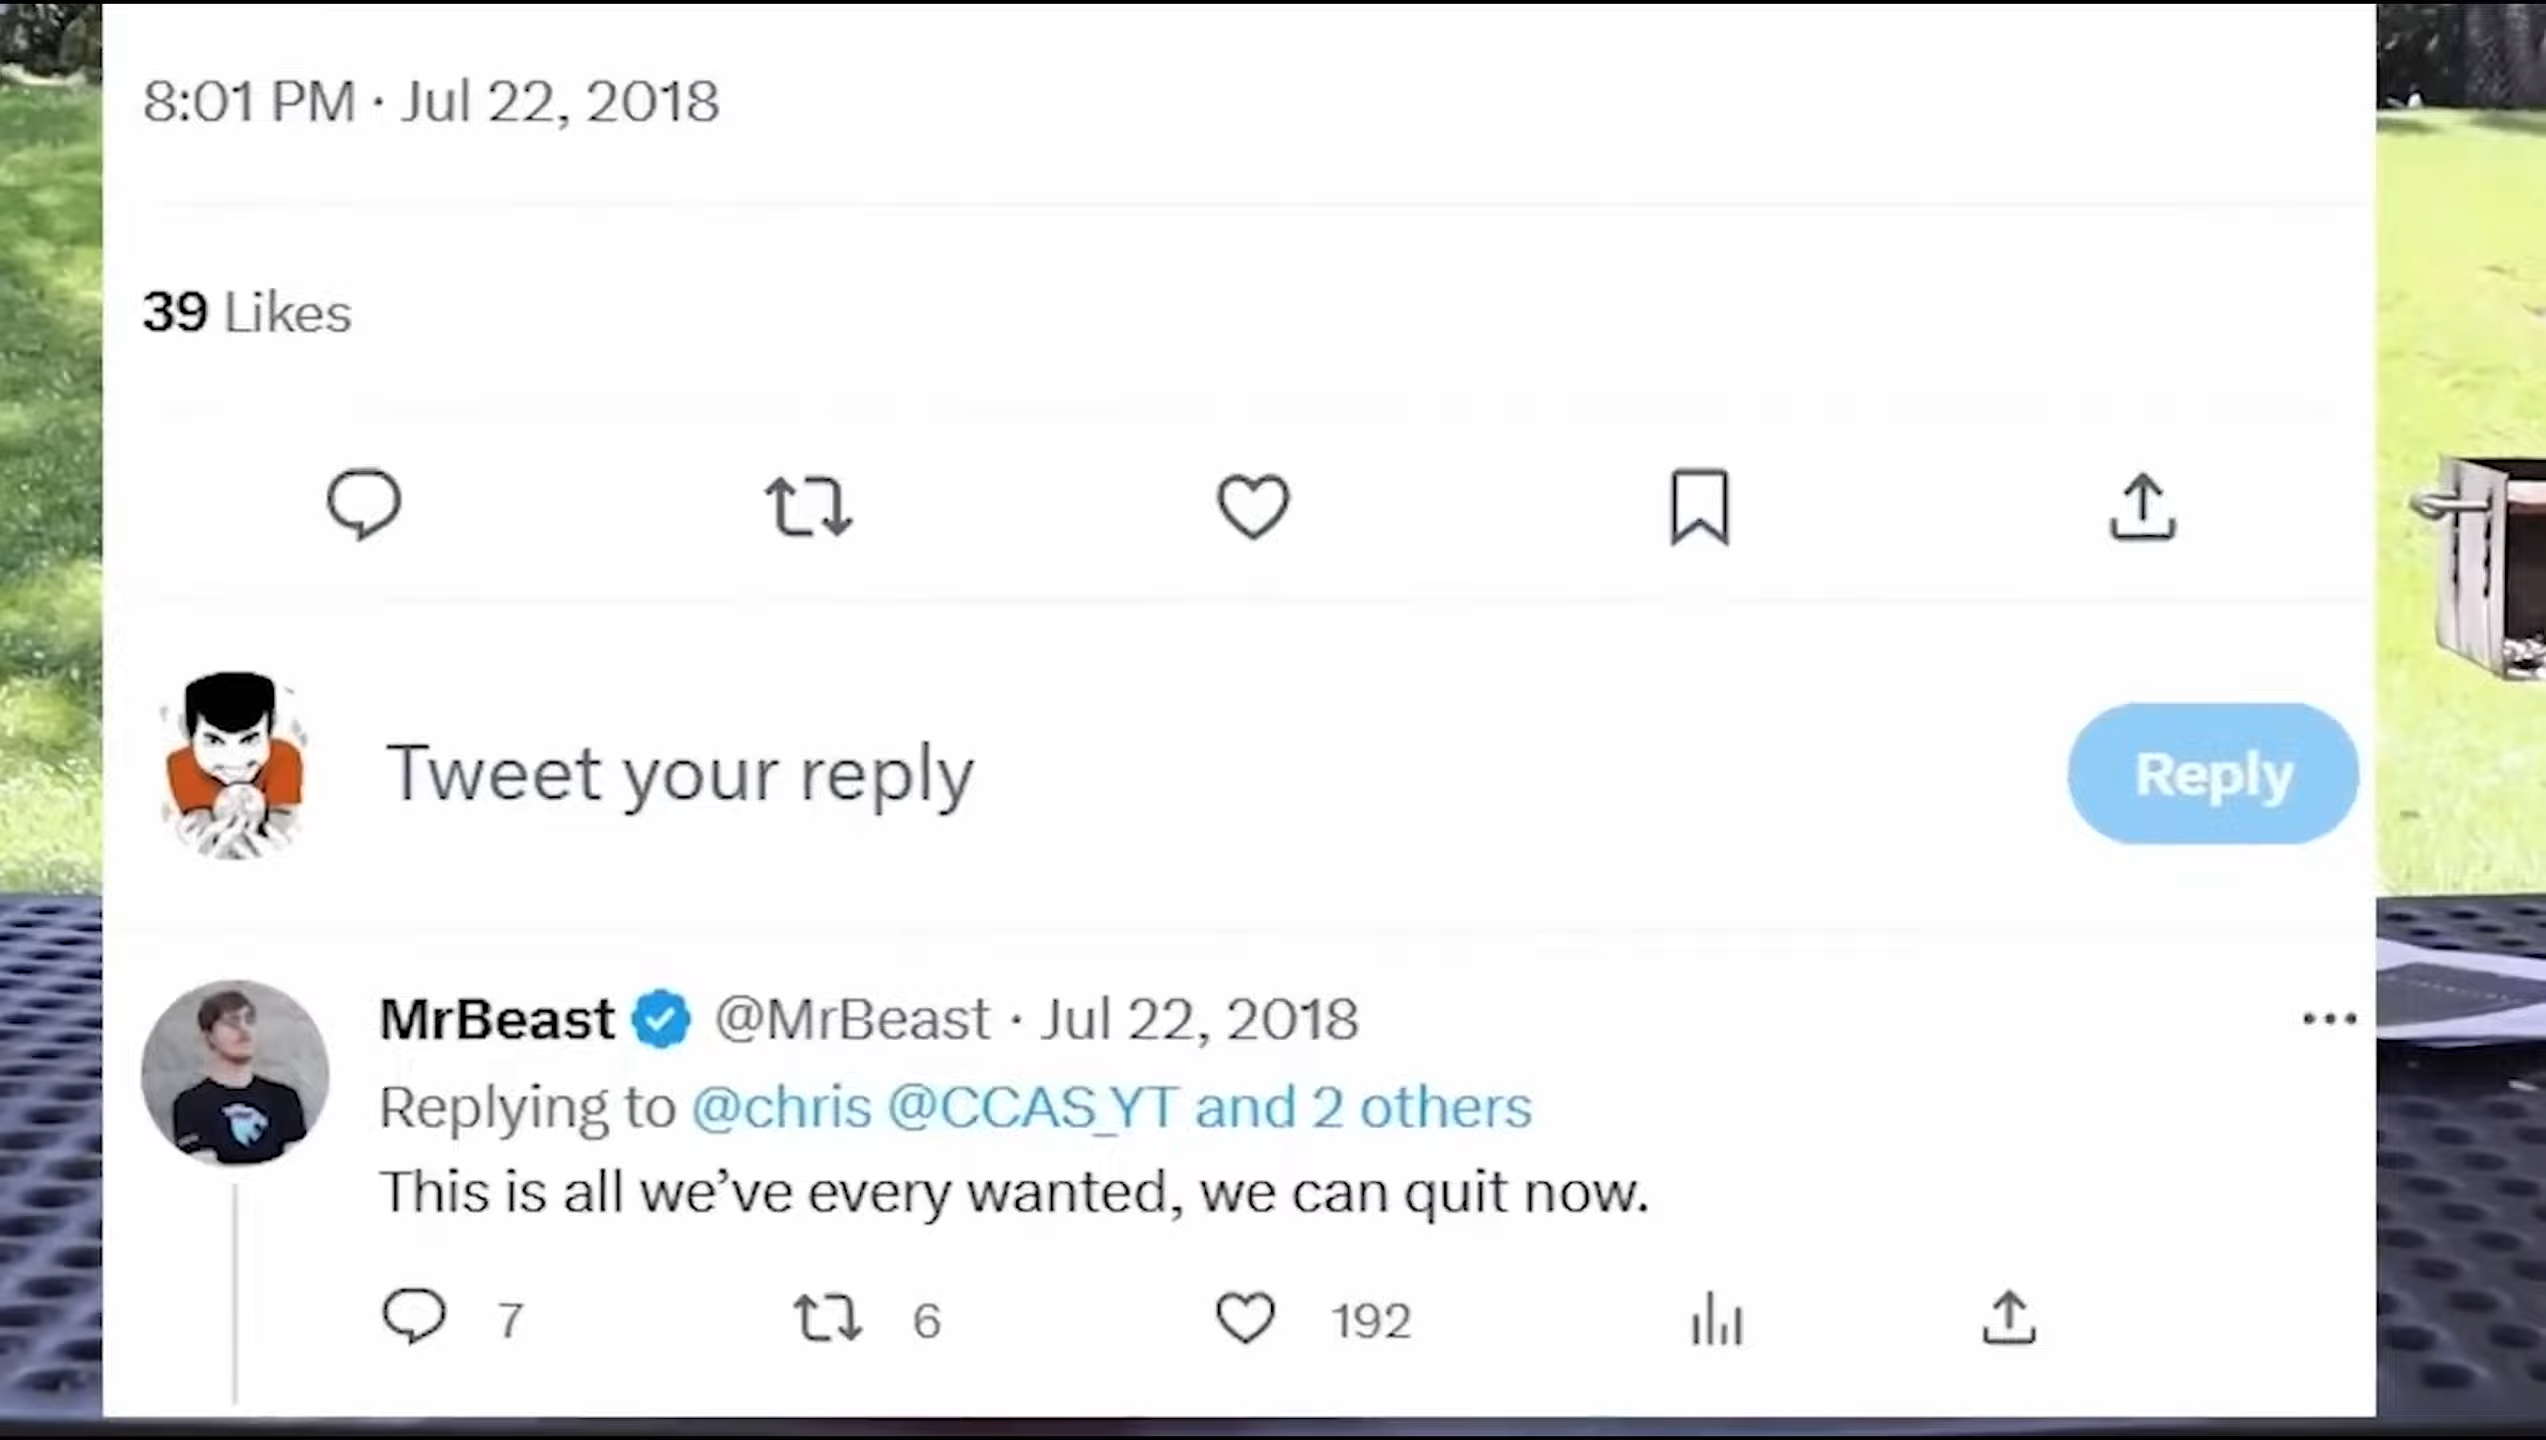 8:01 PM · Jul 22, 2018
39 Likes
Tweet your reply
Reply
MrBeast @MrBeast · Jul 22, 2018
Replying to @chris @CCAS_YT and 2 others
This is all we’ve every wanted, we can quit now.
7 6 192